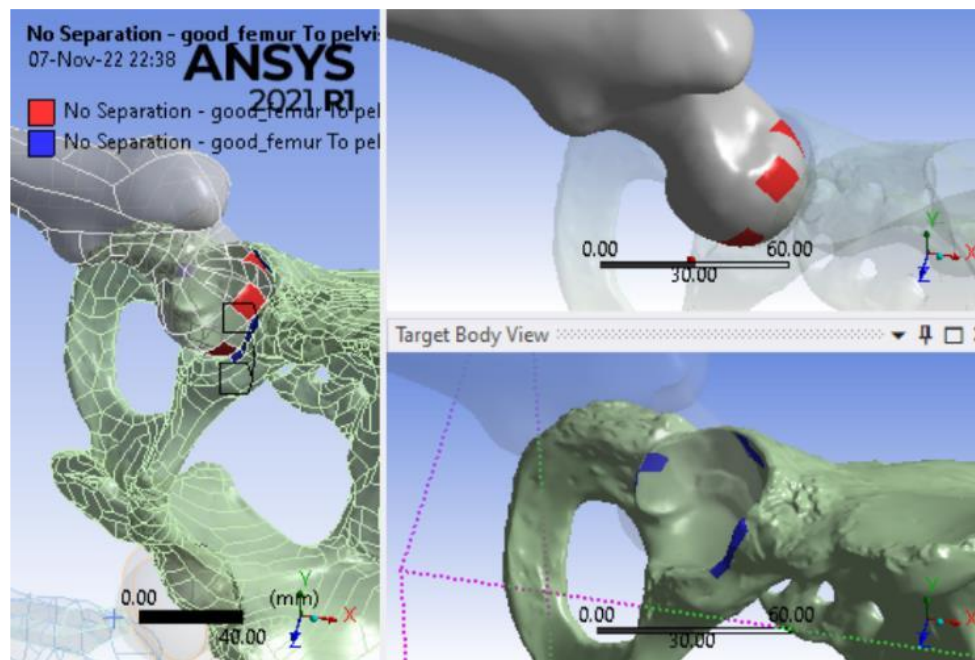 No Separation - good_femur To pelvi
07-Nov-22 22:38
ANSYS
2021 R1
No Separation - good_femur To pel
No Separation - good_femur To pel
0.00 (mm)
40.00
Y
X
Z
0.00 60.00
30.00
Y
X
Z
Target Body View
0.00 60.00
30.00
Y
X
Z